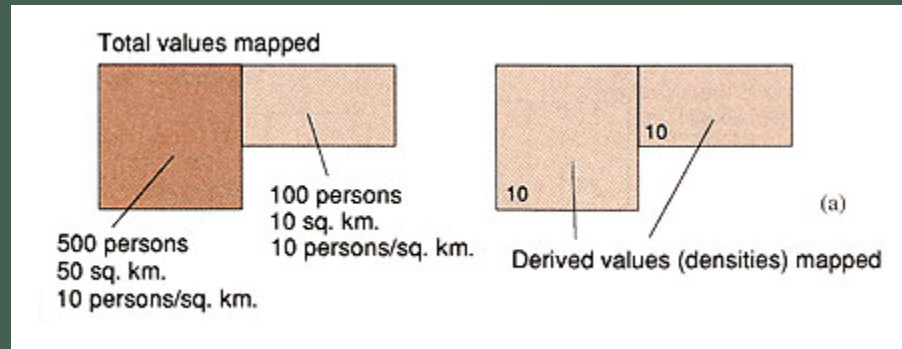 Total values mapped
500 persons
50 sq. km.
10 persons/sq. km.
100 persons
10 sq. km.
10 persons/sq. km.
10
10
(a)
Derived values (densities) mapped